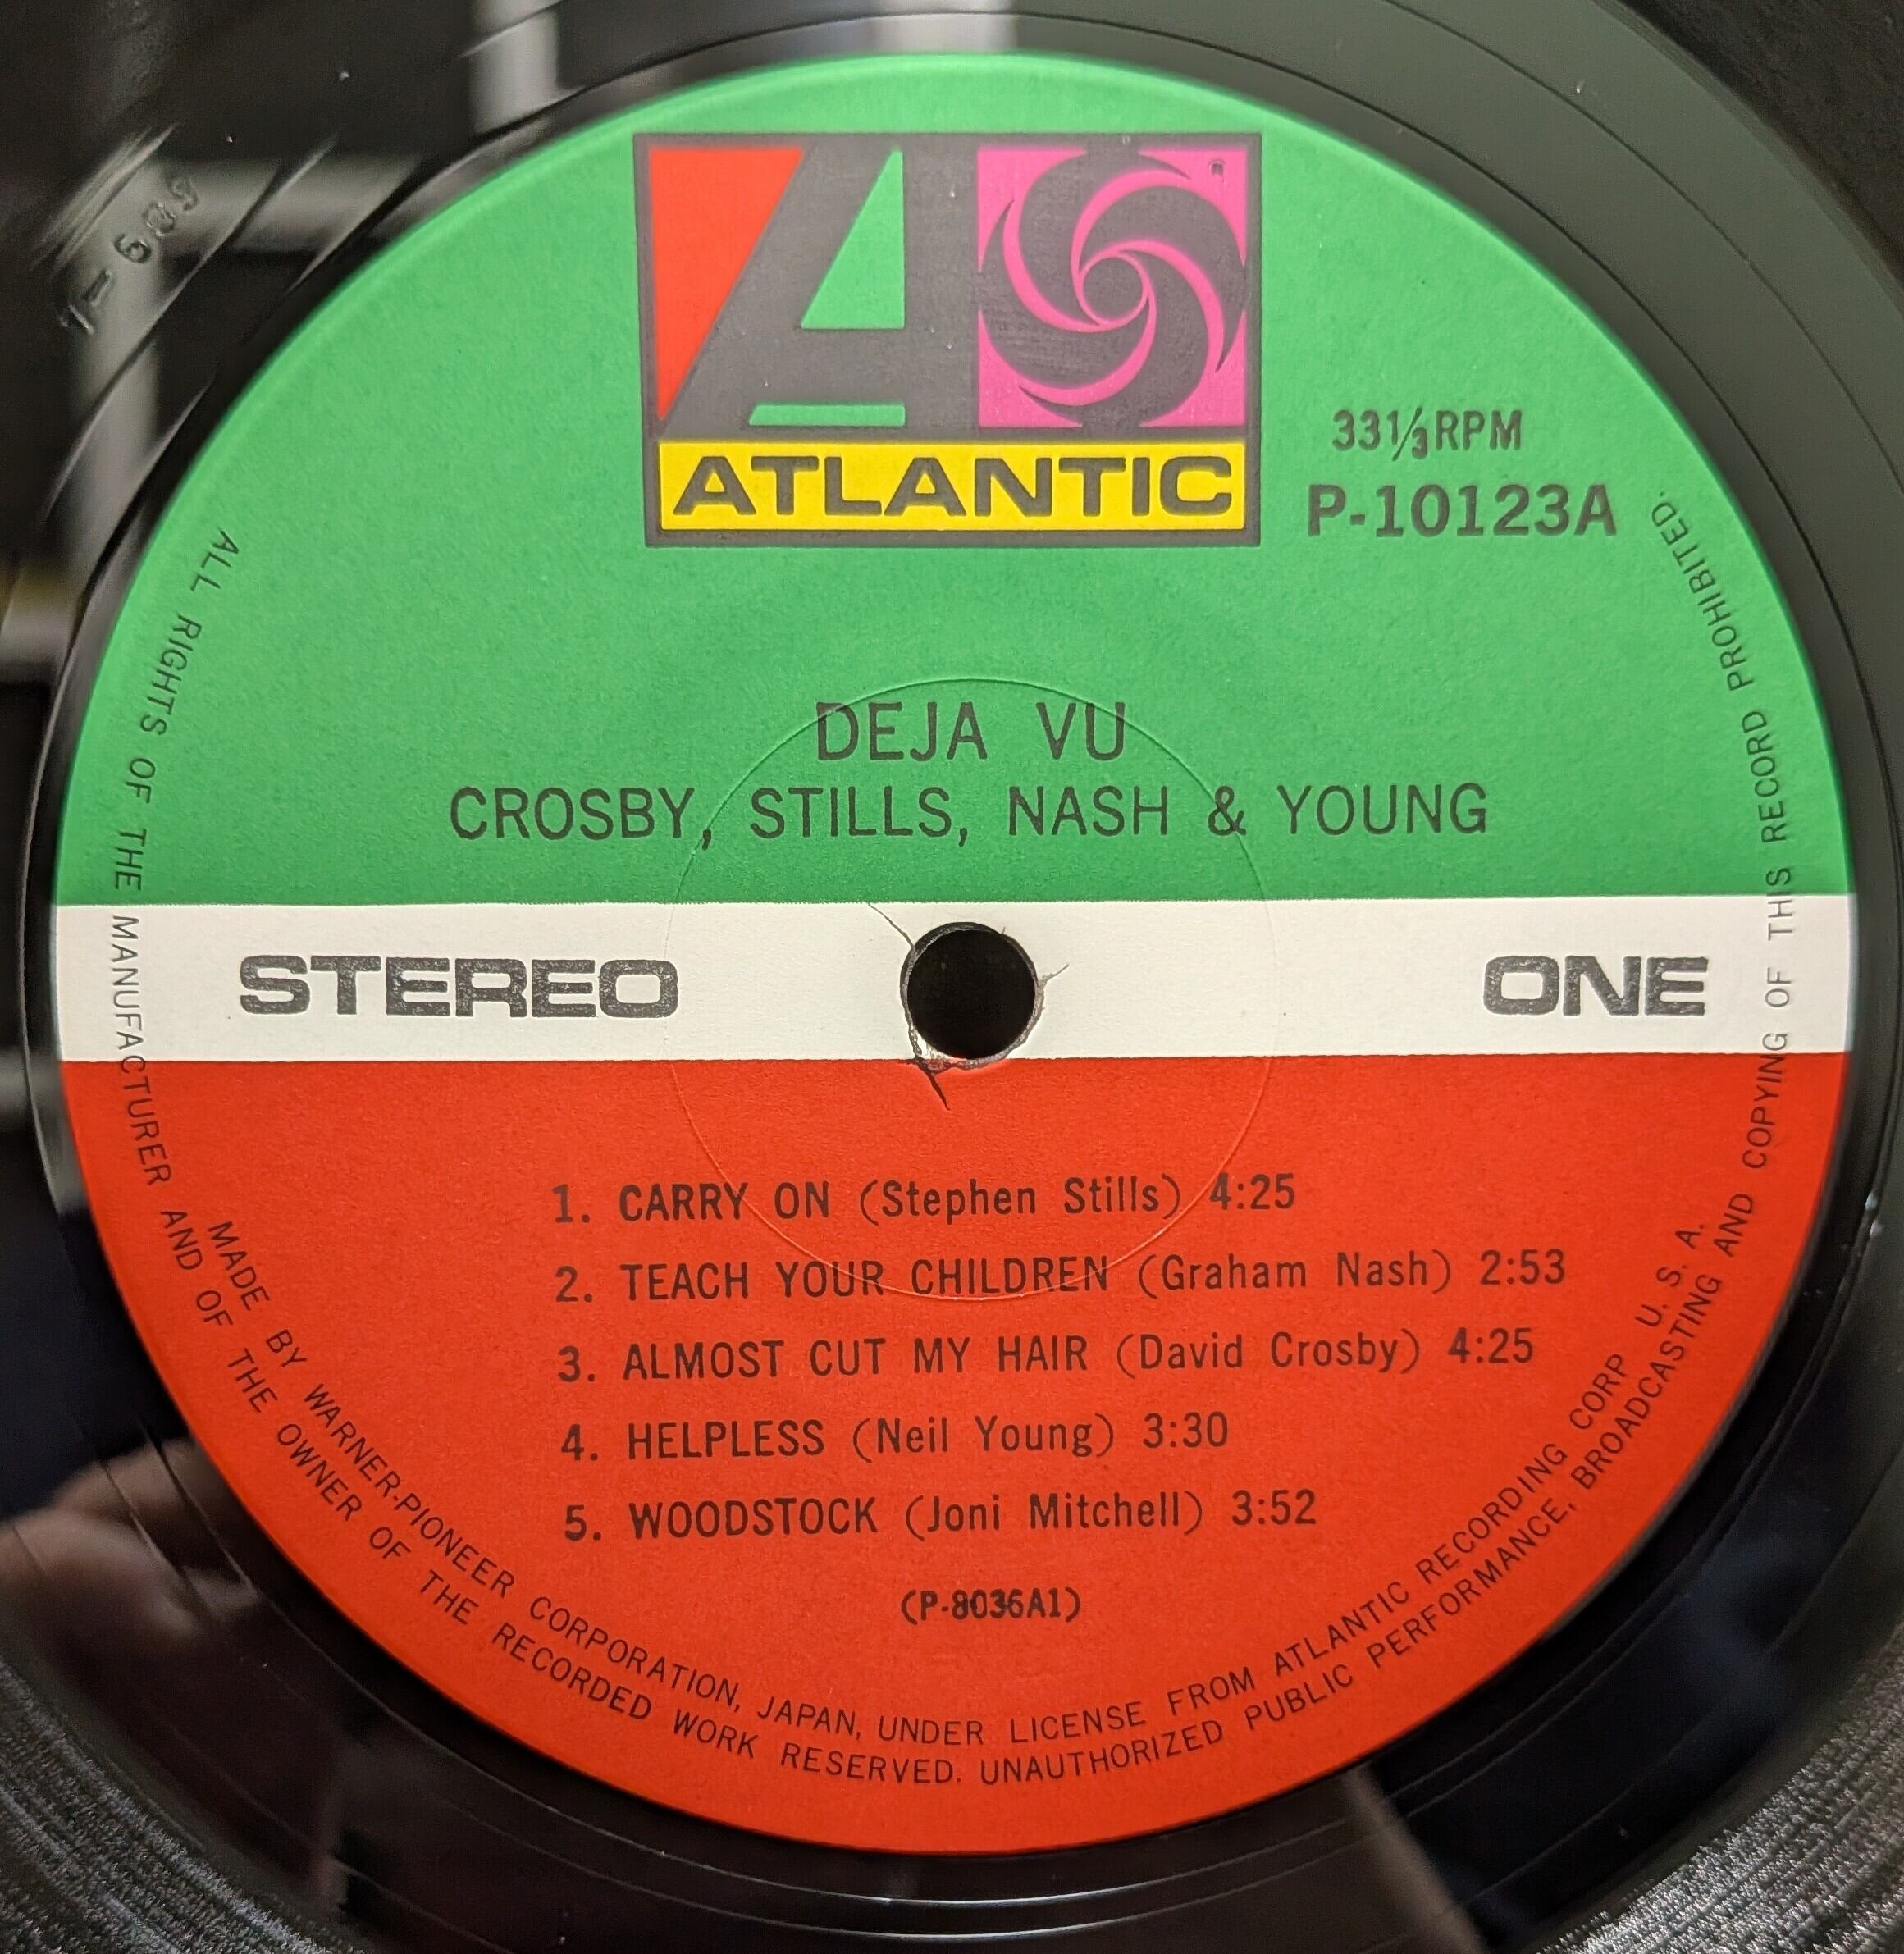 ATLANTIC
33 1/3 RPM
P-10123A
DEJA VU
CROSBY, STILLS, NASH & YOUNG
STEREO
ONE
1. CARRY ON (Stephen Stills) 4:25
2. TEACH YOUR CHILDREN (Graham Nash) 2:53
3. ALMOST CUT MY HAIR (David Crosby) 4:25
4. HELPLESS (Neil Young) 3:30
5. WOODSTOCK (Joni Mitchell) 3:52
(P-8036A1)
MADE BY WARNER-PIONEER CORPORATION, JAPAN, UNDER LICENSE FROM ATLANTIC RECORDING CORP U. S. A.
ALL RIGHTS OF THE MANUFACTURER AND OF THE OWNER OF THE RECORDED WORK RESERVED. UNAUTHORIZED PUBLIC PERFORMANCE, BROADCASTING AND COPYING OF THIS RECORD PROHIBITED.